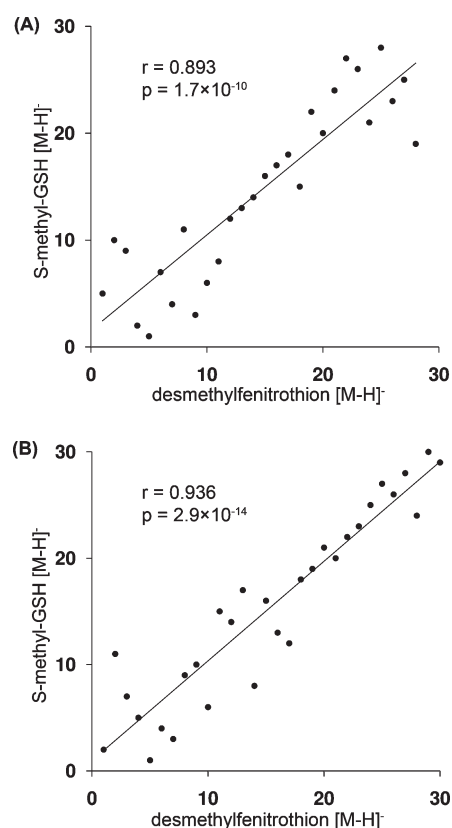 (A)
30
r = 0.893
p = 1.7×10⁻¹⁰
20
S-methyl-GSH [M-H]⁻
10
0
0 10 20 30
desmethylfenitrothion [M-H]⁻
(B)
30
r = 0.936
p = 2.9×10⁻¹⁴
20
S-methyl-GSH [M-H]⁻
10
0
0 10 20 30
desmethylfenitrothion [M-H]⁻